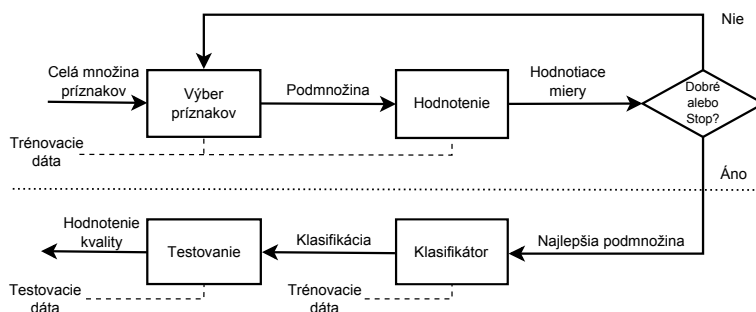 Nie
Celá množina
príznakov
Výber
príznakov
Podmnožina
Hodnotenie
Hodnotiace
miery
Dobré
alebo
Stop?
Trénovacie
dáta
Áno
Hodnotenie
kvality
Testovanie
Klasifikácia
Klasifikátor
Najlepšia podmnožina
Testovacie
dáta
Trénovacie
dáta